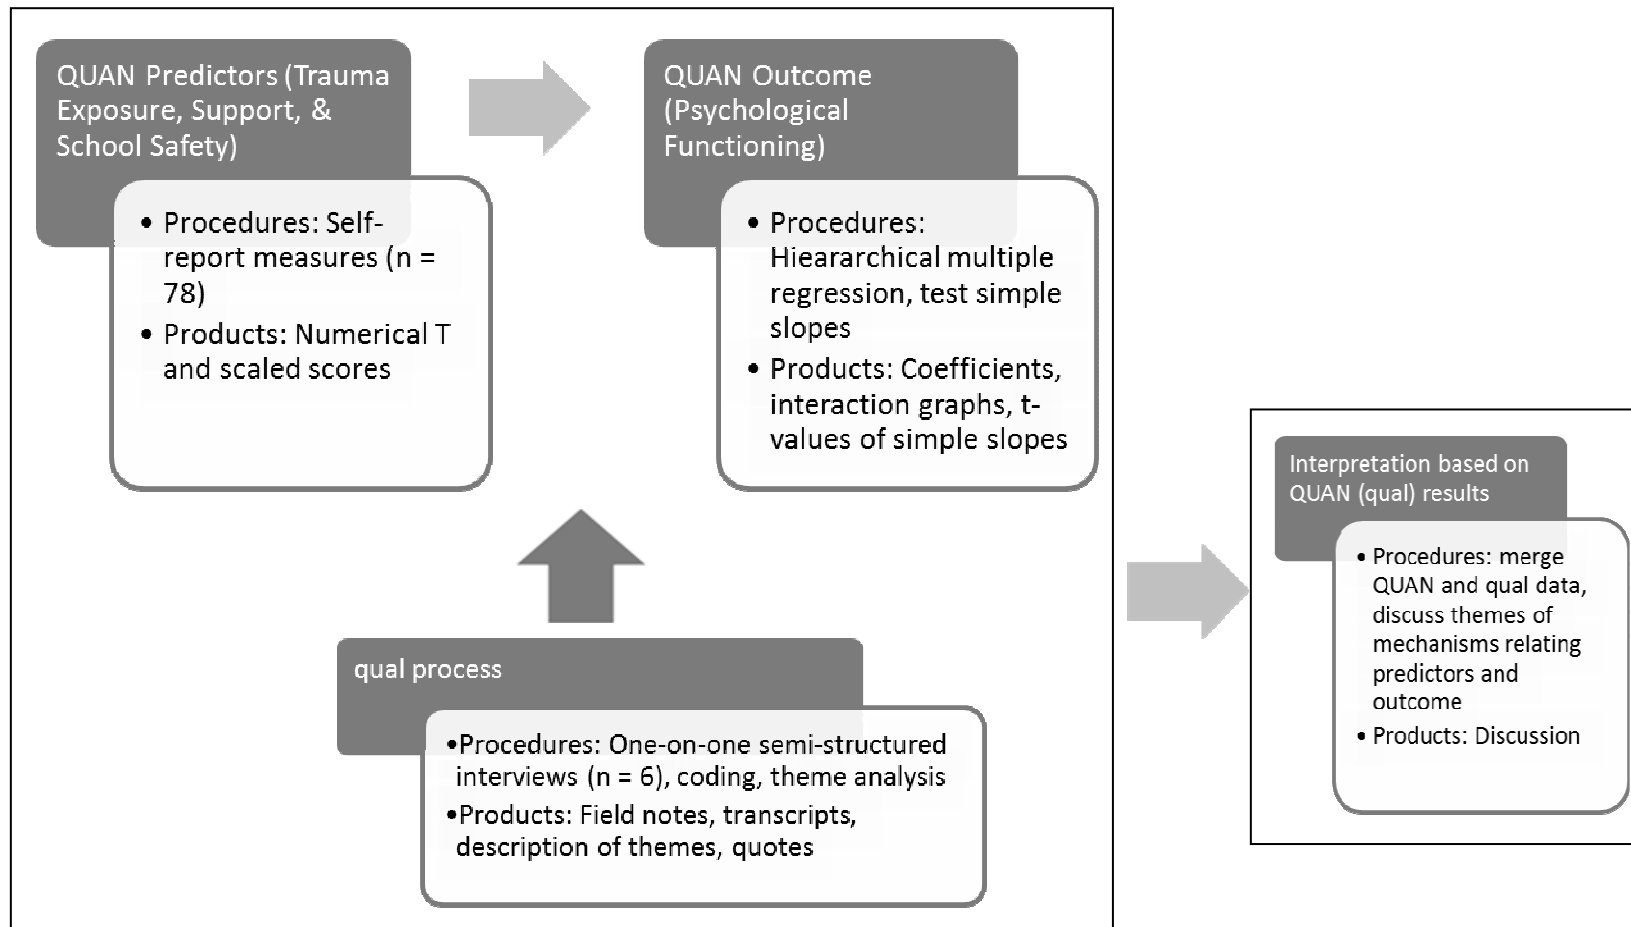 QUAN Predictors (Trauma
Exposure, Support, &
School Safety)
• Procedures: Self-
report measures (n =
78)
• Products: Numerical T
and scaled scores
QUAN Outcome
(Psychological
Functioning)
• Procedures:
Hieararchical multiple
regression, test simple
slopes
• Products: Coefficients,
interaction graphs, t-
values of simple slopes
qual process
•Procedures: One-on-one semi-structured
interviews (n = 6), coding, theme analysis
•Products: Field notes, transcripts,
description of themes, quotes
Interpretation based on
QUAN (qual) results
• Procedures: merge
QUAN and qual data,
discuss themes of
mechanisms relating
predictors and
outcome
• Products: Discussion